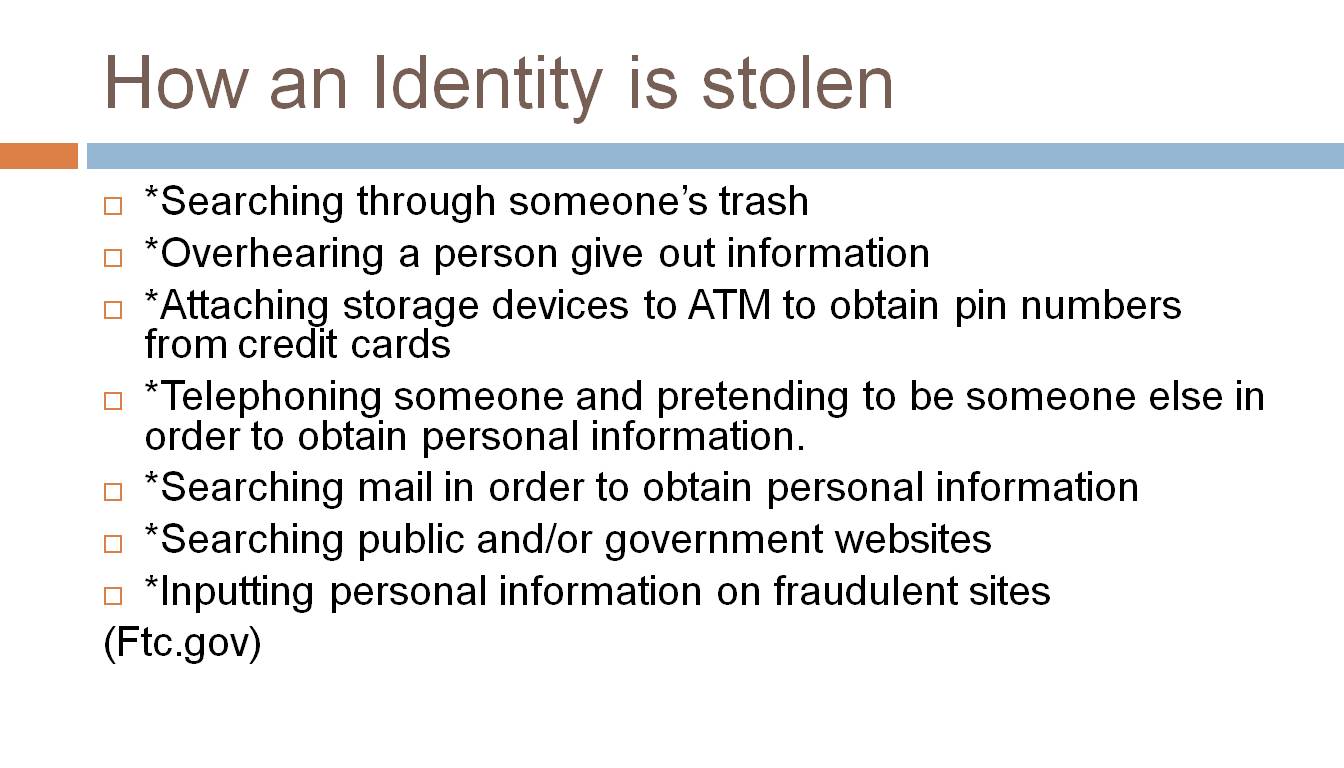 How an Identity is stolen
*Searching through someone’s trash
*Overhearing a person give out information
*Attaching storage devices to ATM to obtain pin numbers
from credit cards
*Telephoning someone and pretending to be someone else in
order to obtain personal information.
*Searching mail in order to obtain personal information
*Searching public and/or government websites
*Inputting personal information on fraudulent sites
(Ftc.gov)